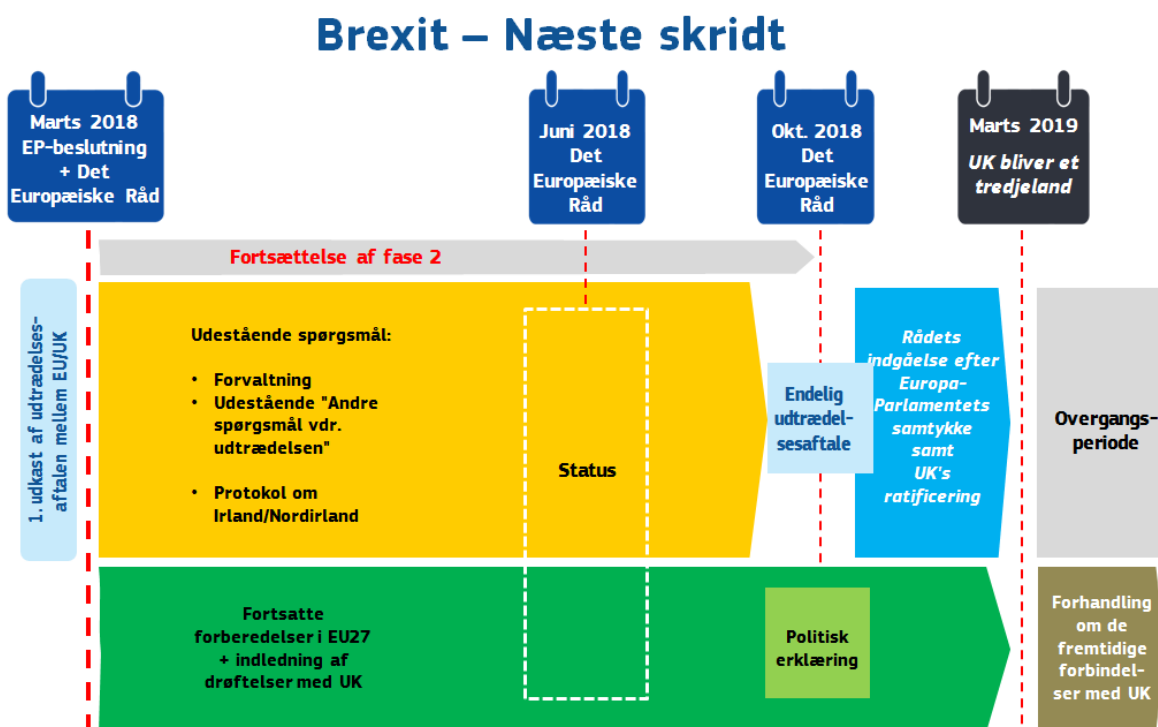 Brexit – Næste skridt
Marts 2018
EP-beslutning
+ Det
Europæiske Råd
Juni 2018
Det
Europæiske
Råd
Okt. 2018
Det
Europæiske
Råd
Marts 2019
UK bliver et
tredjeland
Fortsættelse af fase 2
1. udkast af udtrædelses-
aftalen mellem EU/UK
Udestående spørgsmål:
• Forvaltning
• Udestående "Andre
spørgsmål vdr.
udtrædelsen"
• Protokol om
Irland/Nordirland
Status
Endelig
udtrædel-
sesaftale
Rådets
indgåelse efter
Europa-
Parlamentets
samtykke
samt
UK's
ratificering
Overgangs-
periode
Fortsatte
forberedelser i EU27
+ indledning af
drøftelser med UK
Politisk
erklæring
Forhandling
om de
fremtidige
forbindel-
ser med UK